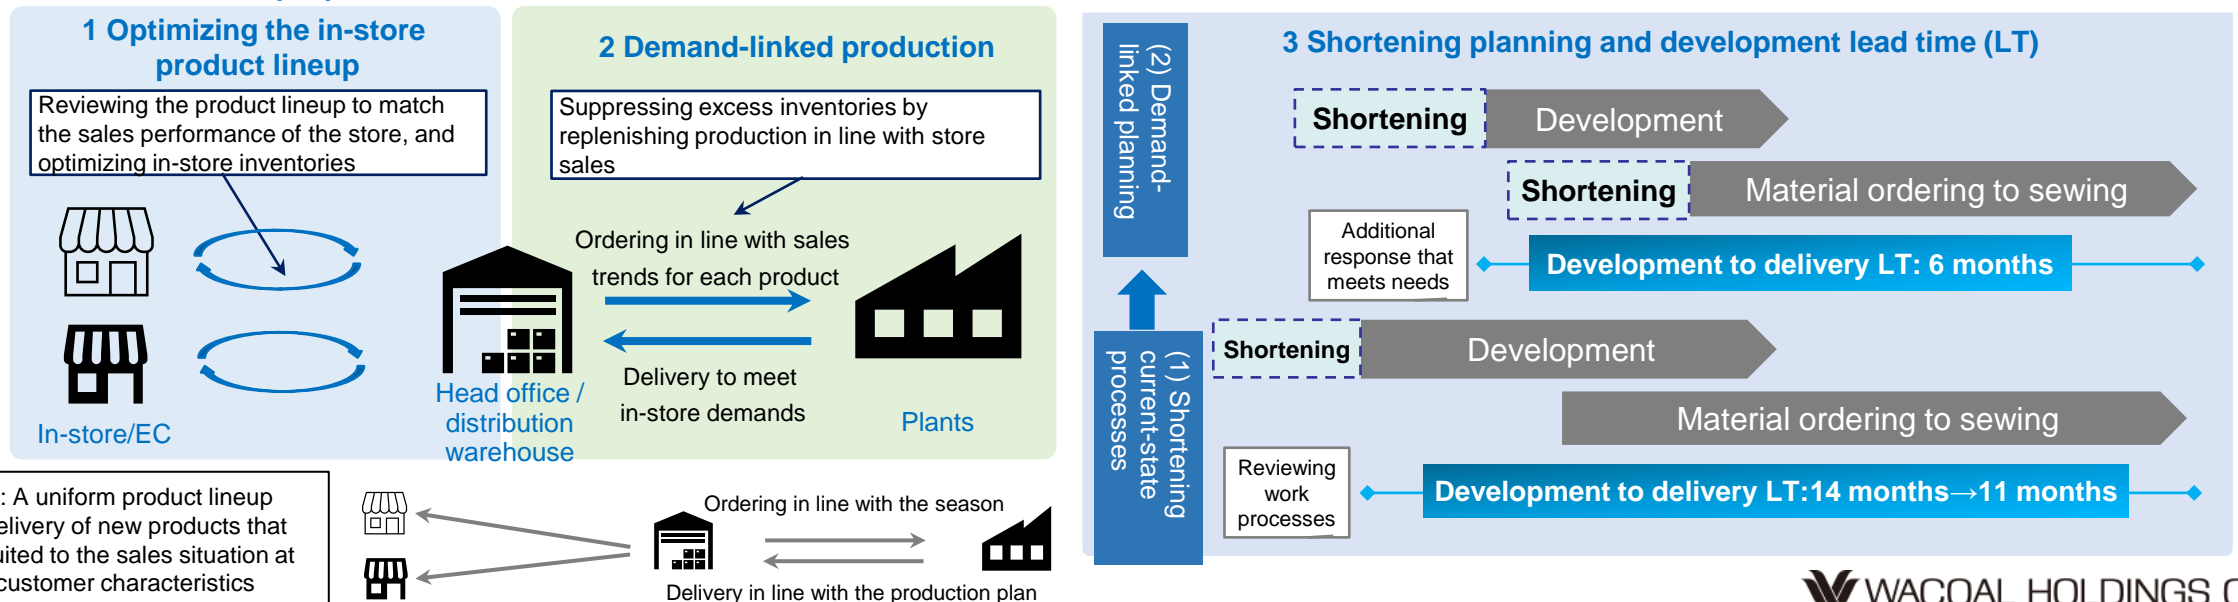 1 Optimizing the in-store
product lineup
Reviewing the product lineup to match
the sales performance of the store, and
optimizing in-store inventories
In-store/EC
2 Demand-linked production
Suppressing excess inventories by
replenishing production in line with store
sales
Ordering in line with sales
trends for each product
Delivery to meet
in-store demands
Head office /
distribution
warehouse
Plants
: A uniform product lineup
delivery of new products that
suited to the sales situation at
customer characteristics
Ordering in line with the season
Delivery in line with the production plan
3 Shortening planning and development lead time (LT)
(2) Demand-
linked planning
Shortening
Development
Shortening
Material ordering to sewing
Additional
response that
meets needs
Development to delivery LT: 6 months
(1) Shortening
current-state
processes
Shortening
Development
Material ordering to sewing
Reviewing
work
processes
Development to delivery LT:14 months→11 months
WACOAL HOLDINGS